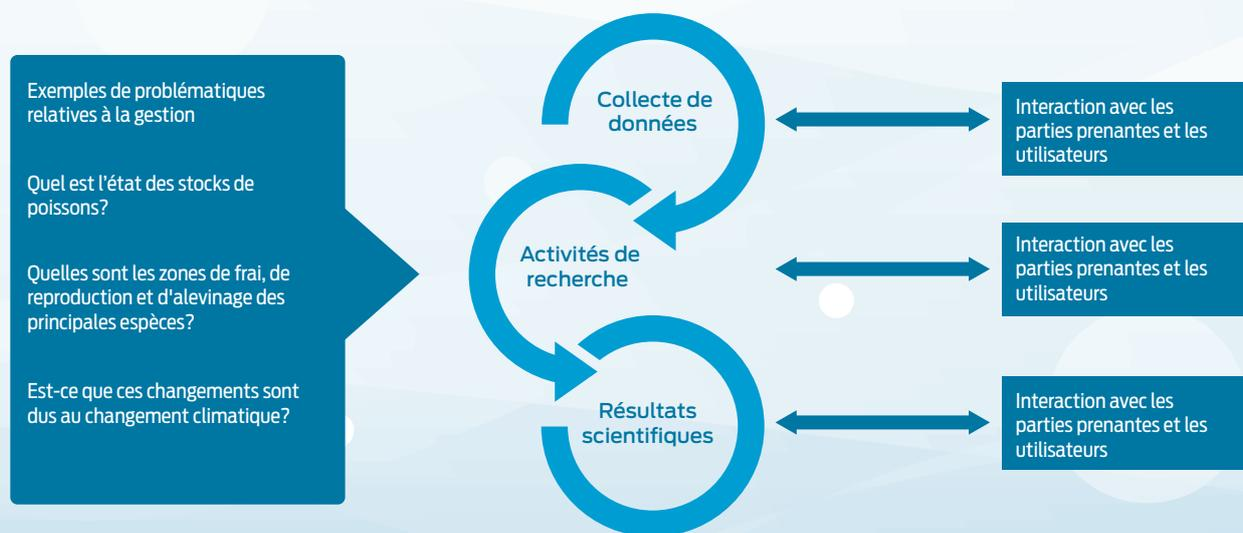 Exemples de problématiques
relatives à la gestion
Quel est l'état des stocks de
poissons?
Quelles sont les zones de frai, de
reproduction et d'alevinage des
principales espèces?
Est-ce que ces changements sont
dus au changement climatique?
Collecte de
données
Activités de
recherche
Résultats
scientifiques
Interaction avec les
parties prenantes et les
utilisateurs
Interaction avec les
parties prenantes et les
utilisateurs
Interaction avec les
parties prenantes et les
utilisateurs